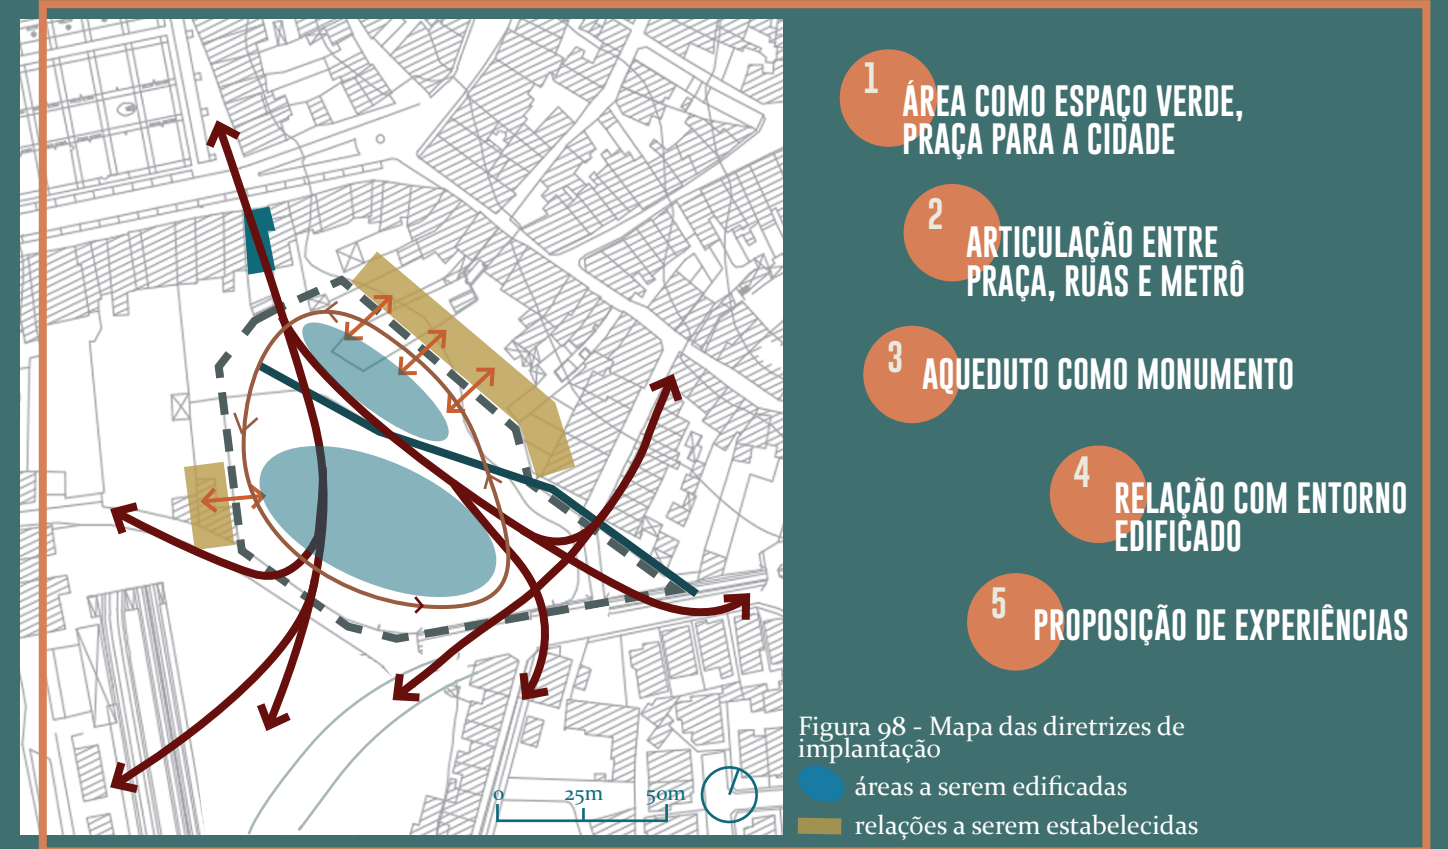 1
ÁREA COMO ESPAÇO VERDE,
PRAÇA PARA A CIDADE
2
ARTICULAÇÃO ENTRE
PRAÇA, RUAS E METRÔ
3
AQUEDUTO COMO MONUMENTO
4
RELAÇÃO COM ENTORNO
EDIFICADO
5
PROPOSIÇÃO DE EXPERIÊNCIAS
Figura 98 - Mapa das diretrizes de
implantação
áreas a serem edificadas
relações a serem estabelecidas
0 25m 50m